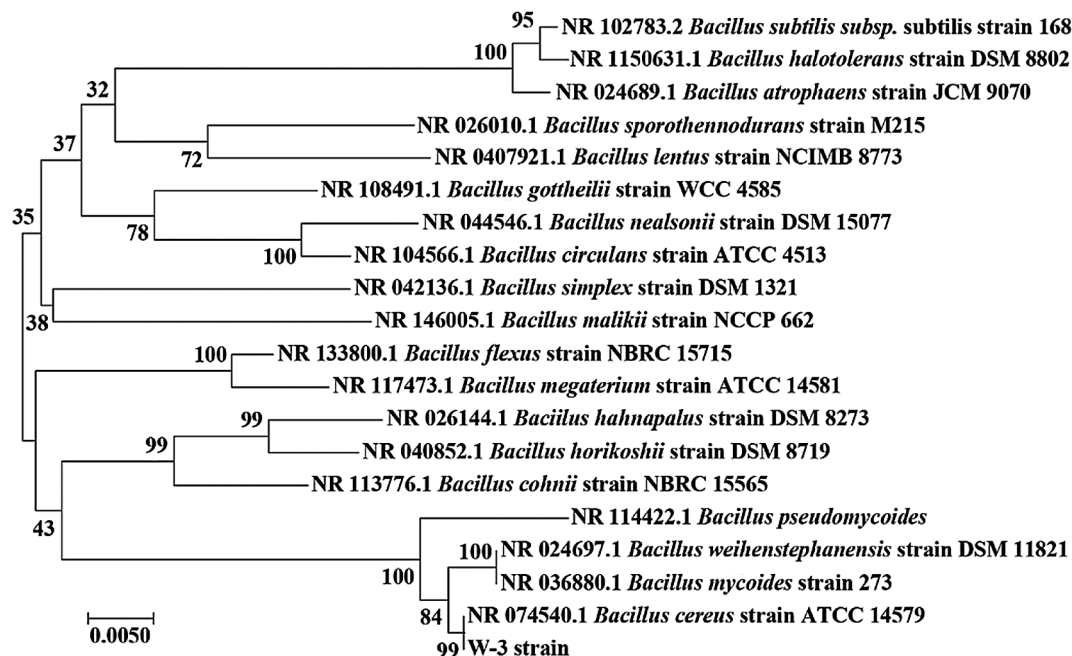 95
NR 102783.2 Bacillus subtilis subsp. subtilis strain 168
100
NR 1150631.1 Bacillus halotolerans strain DSM 8802
NR 024689.1 Bacillus atrophaens strain JCM 9070
32
NR 026010.1 Bacillus sporothennodurans strain M215
37
72
NR 0407921.1 Bacillus lentus strain NCIMB 8773
NR 108491.1 Bacillus gottheilii strain WCC 4585
35
78
NR 044546.1 Bacillus nealsonii strain DSM 15077
100
NR 104566.1 Bacillus circulans strain ATCC 4513
NR 042136.1 Bacillus simplex strain DSM 1321
38
NR 146005.1 Bacillus malikii strain NCCP 662
100
NR 133800.1 Bacillus flexus strain NBRC 15715
NR 117473.1 Bacillus megaterium strain ATCC 14581
99
NR 026144.1 Baciilus hahnapalus strain DSM 8273
99
NR 040852.1 Bacillus horikoshii strain DSM 8719
NR 113776.1 Bacillus cohnii strain NBRC 15565
43
NR 114422.1 Bacillus pseudomycoides
100
NR 024697.1 Bacillus weihenstephanensis strain DSM 11821
100
NR 036880.1 Bacillus mycoides strain 273
84
NR 074540.1 Bacillus cereus strain ATCC 14579
99
W-3 strain
0.0050